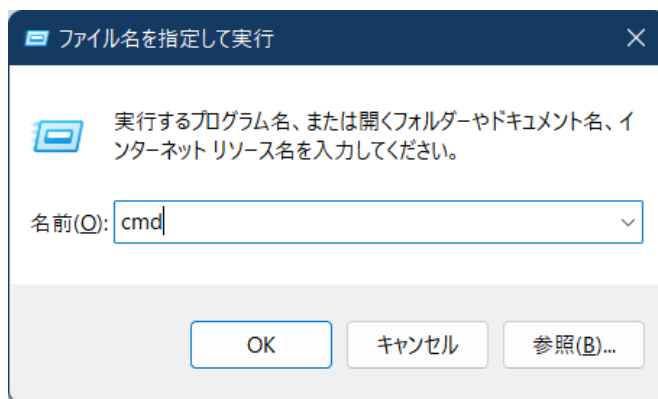 ファイル名を指定して実行
実行するプログラム名、または開くフォルダーやドキュメント名、イ
ンターネット リソース名を入力してください。
名前(O): cmd
OK キャンセル 参照(B)...